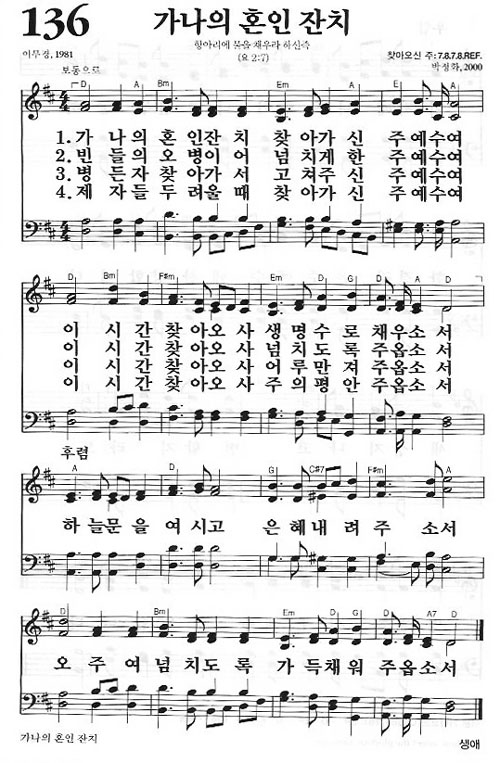 136
가나의 혼인 잔치
항아리에 물을 채우라 하신즉
(요 2:7)
이무경, 1981
찾아오신 주: 7.8.7.8.REF.
박정화, 2000
보통으로
D A Bm Em A
1. 가 나의 혼 인잔 치 찾 아가 신 주예수여
2. 빈 들의 오 병이어 넘 치게 한 주예수여
3. 병 든자 찾 아가 서 고 쳐주 신 주예수여
4. 제 자들 두 려울 때 찾 아가 신 주예수여
D Bm F#m Em D G D A
이 시 간 찾 아오 사 생 명 수 로 채우소 서
이 시 간 찾 아오 사 넘 치 도 록 주옵소 서
이 시 간 찾 아오 사 어 루 만 져 주옵소 서
이 시 간 찾 아오 사 주 의 평 안 주옵소 서
후렴
A D G C#7 F#m A
하 늘문 을 여 시고 은 혜내 려 주 소서
D Bm Em D G D A7 D
오 주 여 넘 치도 록 가 득채워 주옵소서
가나의 혼인 잔치
생애